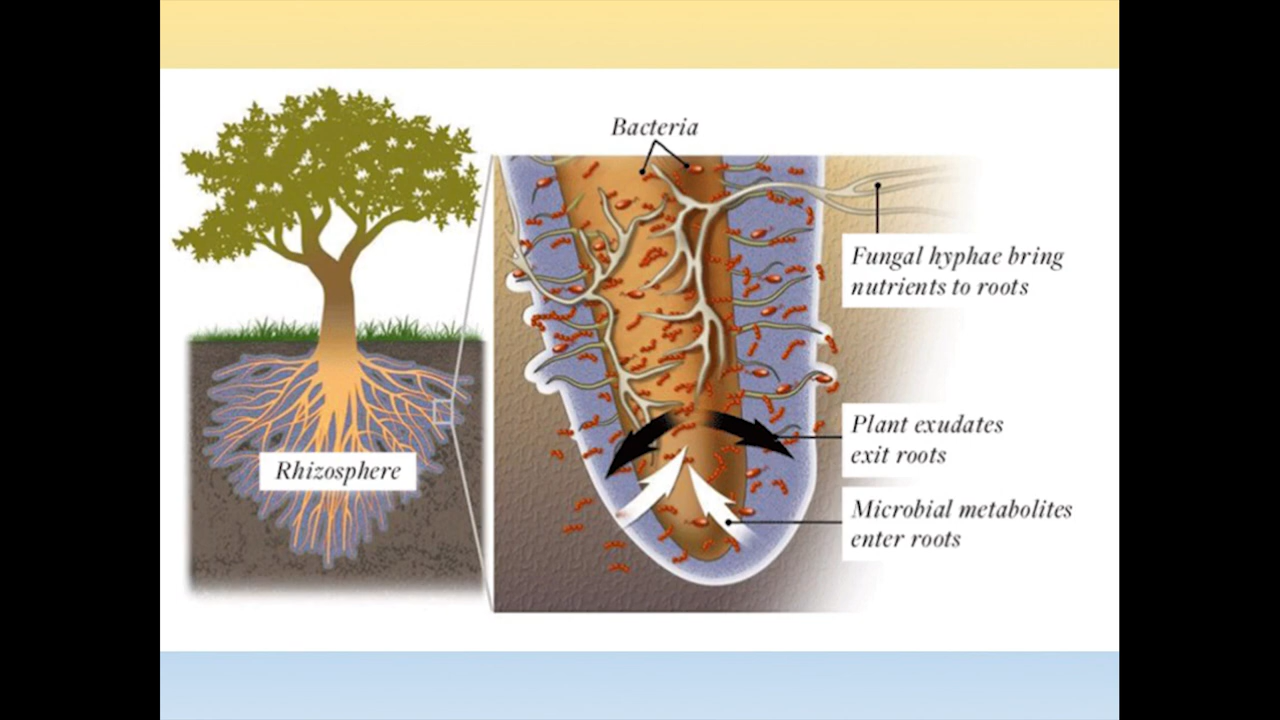 Bacteria
Fungal hyphae bring
nutrients to roots
Plant exudates
exit roots
Rhizosphere
Microbial metabolites
enter roots